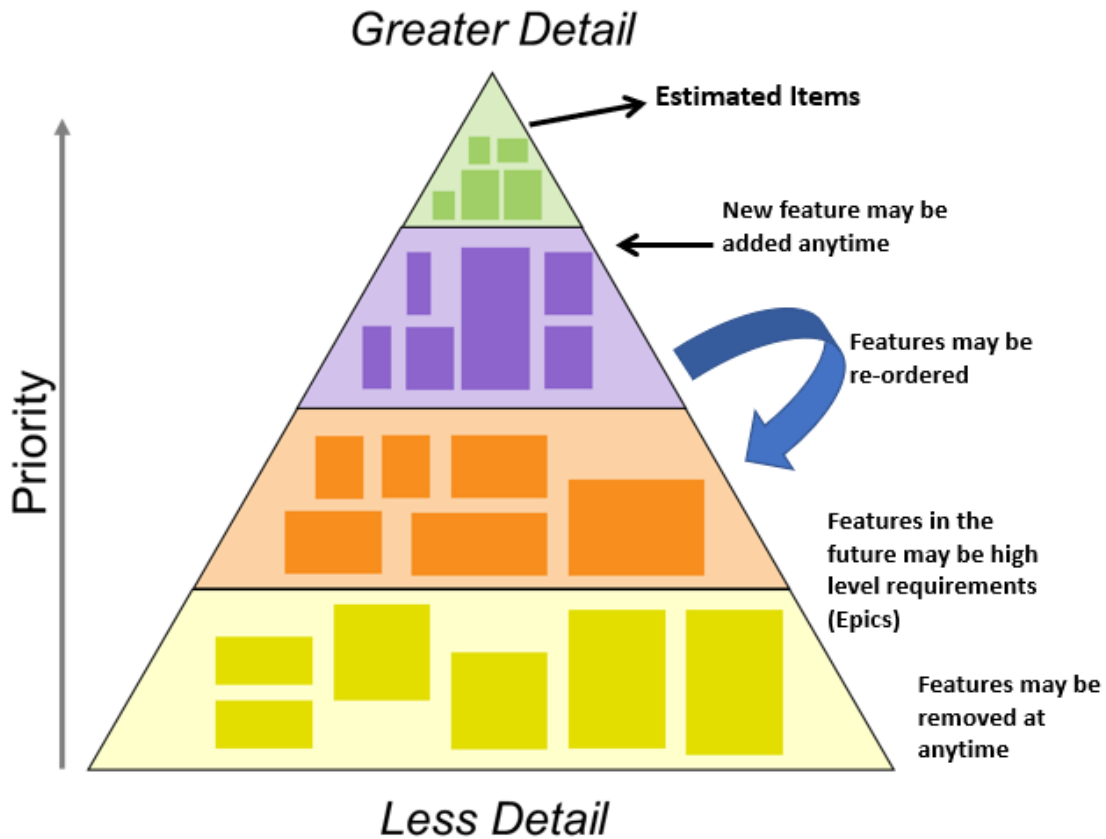 Greater Detail
Estimated Items
New feature may be
added anytime
Features may be
re-ordered
Priority
Features in the
future may be high
level requirements
(Epics)
Features may be
removed at
anytime
Less Detail